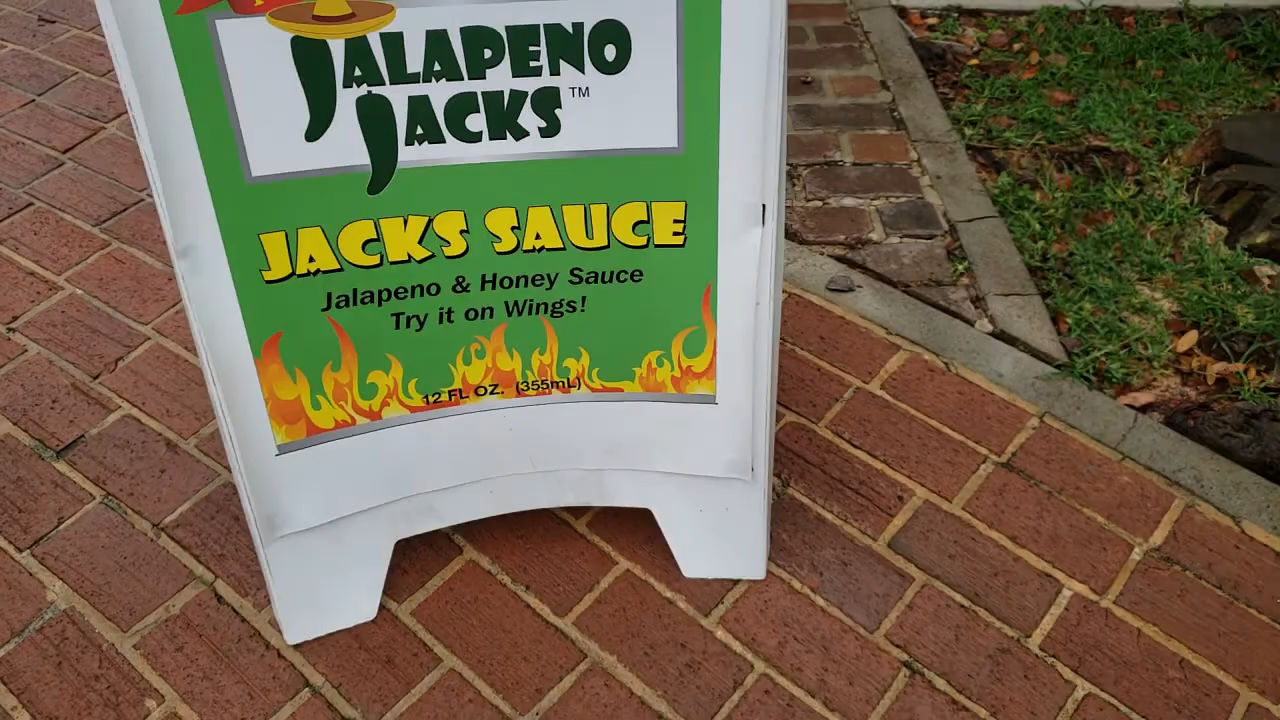 JALAPENO
JACKS™
JACKS SAUCE
Jalapeno & Honey Sauce
Try it on Wings!
12 FL OZ. (355mL)